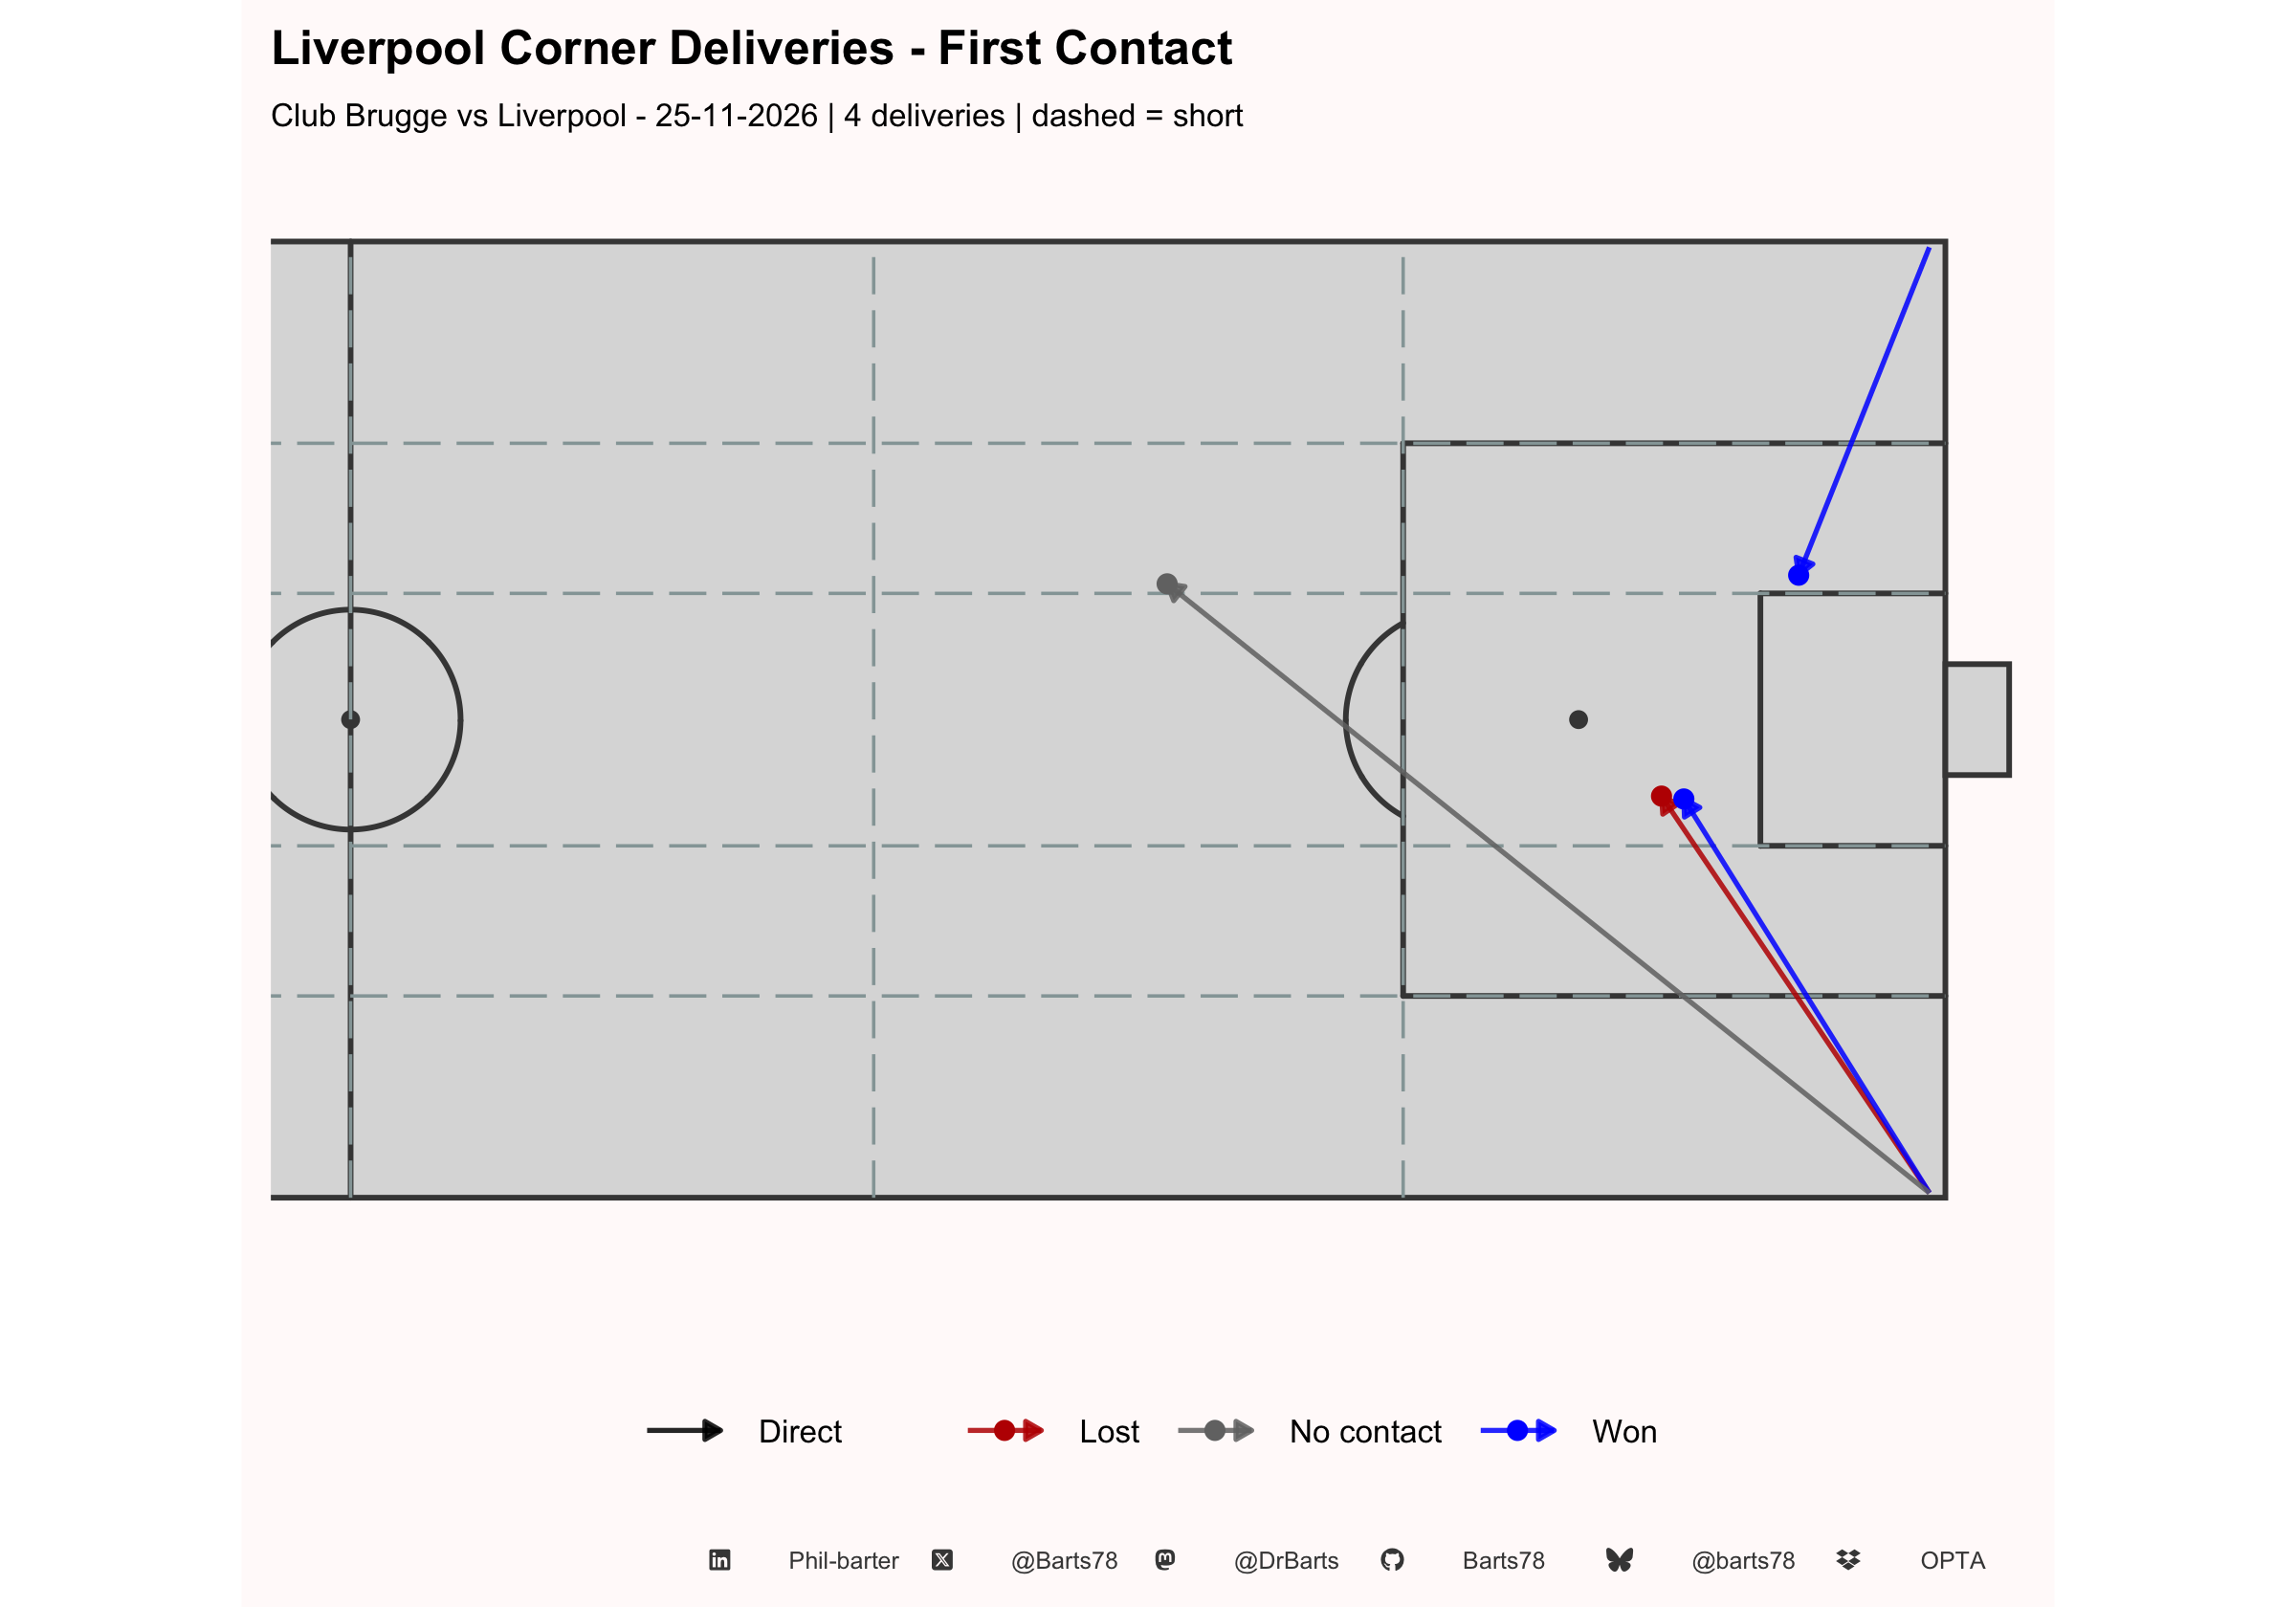 Liverpool Corner Deliveries - First Contact
Club Brugge vs Liverpool - 25-11-2026 | 4 deliveries | dashed = short
Direct Lost No contact Won
Phil-barter @Barts78 @DrBarts Barts78 @barts78 OPTA